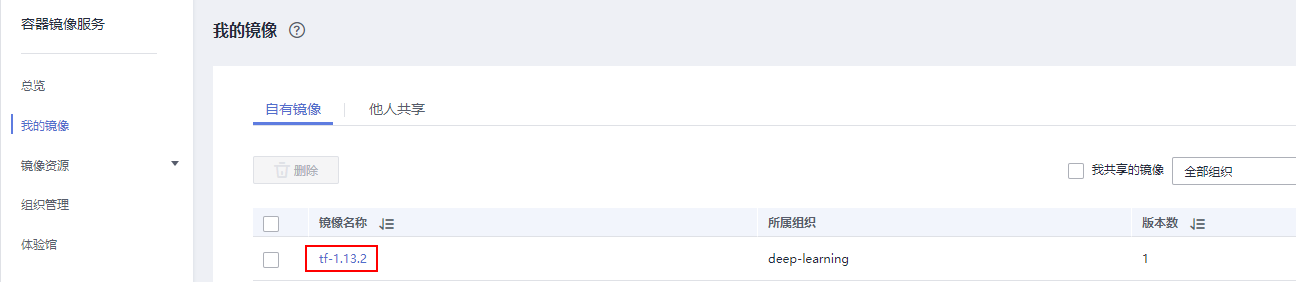 容器镜像服务
总览
我的镜像
镜像资源
组织管理
体验馆
我的镜像 ?
自有镜像 他人共享
删除 我共享的镜像 全部组织
镜像名称 所属组织 版本数
tf-1.13.2 deep-learning 1